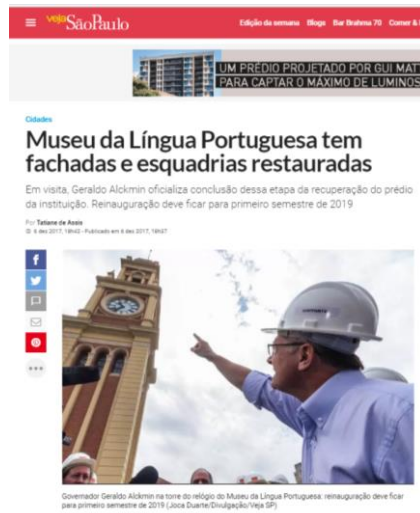 veja SãoPaulo
Edição da semana Blogs Bar Brahma 70 Comer &
UM PRÉDIO PROJETADO POR GUI MATT
PARA CAPTAR O MÁXIMO DE LUMINOS
Cidades
Museu da Língua Portuguesa tem
fachadas e esquadrias restauradas
Em visita, Geraldo Alckmin oficializa conclusão dessa etapa da recuperação do prédio
da instituição. Reinauguração deve ficar para primeiro semestre de 2019
Por Tatiane de Assis
6 dez 2017, - Publicado em 6 dez 2017,
Governador Geraldo Alckmin na torre do relógio do Museu da Língua Portuguesa: reinauguração deve ficar
para primeiro semestre de 2019 (Joca Duarte/Divulgação/Veja SP)